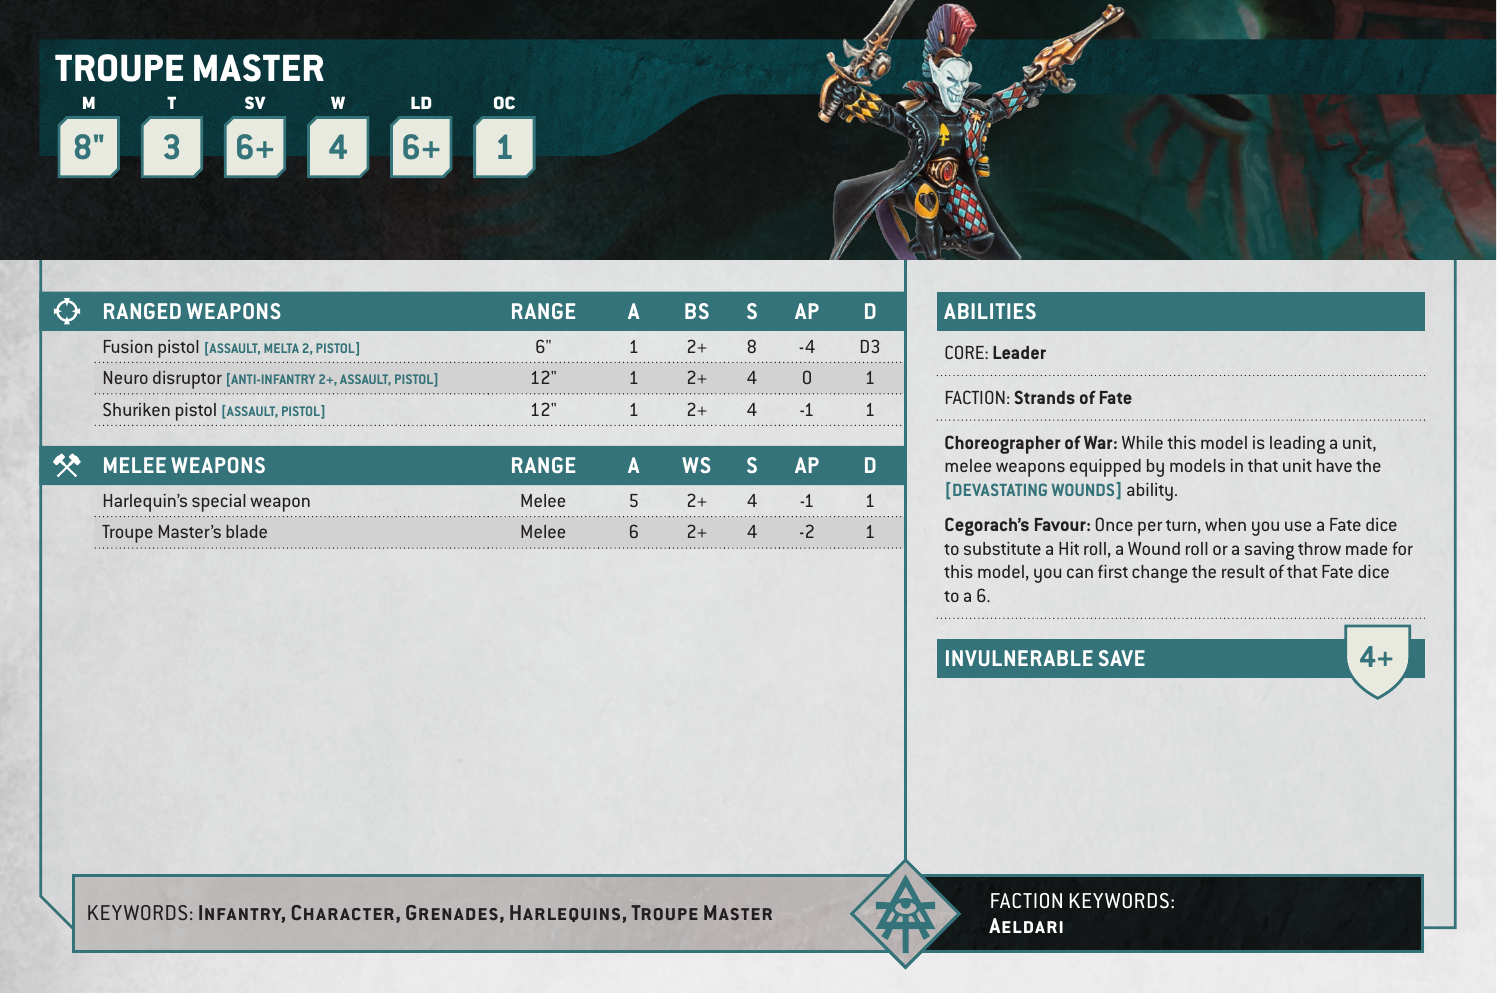 TROUPE MASTER
M T SV W LD OC
8" 3 6+ 4 6+ 1
RANGED WEAPONS RANGE A BS S AP D
Fusion pistol [ASSAULT, MELTA 2, PISTOL] 6" 1 2+ 8 -4 D3
Neuro disruptor [ANTI-INFANTRY 2+, ASSAULT, PISTOL] 12" 1 2+ 4 0 1
Shuriken pistol [ASSAULT, PISTOL] 12" 1 2+ 4 -1 1
MELEE WEAPONS RANGE A WS S AP D
Harlequin’s special weapon Melee 5 2+ 4 -1 1
Troupe Master’s blade Melee 6 2+ 4 -2 1
ABILITIES
CORE: Leader
FACTION: Strands of Fate
Choreographer of War: While this model is leading a unit,
melee weapons equipped by models in that unit have the
[DEVASTATING WOUNDS] ability.
Cegorach’s Favour: Once per turn, when you use a Fate dice
to substitute a Hit roll, a Wound roll or a saving throw made for
this model, you can first change the result of that Fate dice
to a 6.
INVULNERABLE SAVE 4+
KEYWORDS: INFANTRY, CHARACTER, GRENADES, HARLEQUINS, TROUPE MASTER
FACTION KEYWORDS:
AELDARI